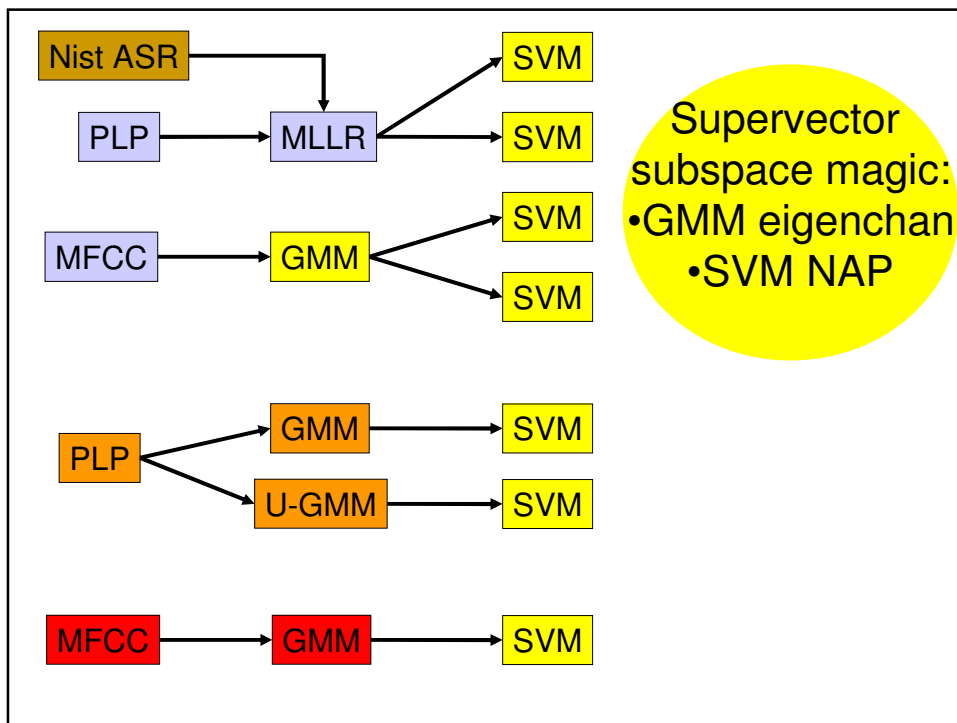 Nist ASR
SVM
PLP
MLLR
SVM
Supervector
subspace magic:
•GMM eigenchan
•SVM NAP
SVM
MFCC
GMM
SVM
PLP
GMM
SVM
U-GMM
SVM
MFCC
GMM
SVM